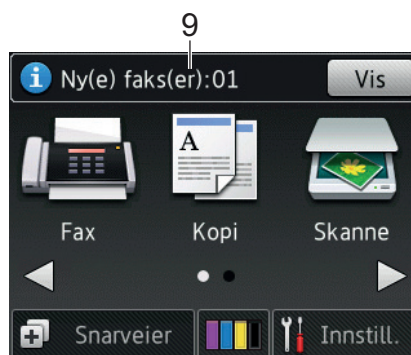 9
Ny(e) faks(er):01 Vis
A
Fax Kopi Skanne
Snarveier Innstill.